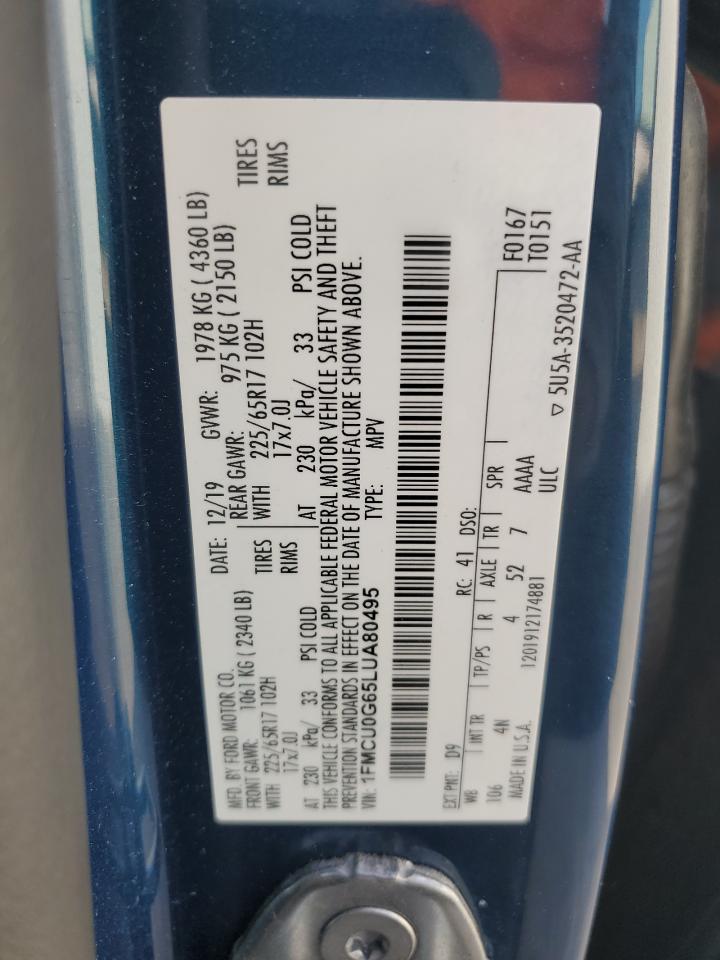 MFD. BY FORD MOTOR CO.
DATE: 12/19 GVWR: 1978 KG ( 4360 LB)
FRONT GAWR: 1061 KG ( 2340 LB) REAR GAWR: 975 KG ( 2150 LB)
WITH 225/65R17 102H TIRES WITH 225/65R17 102H TIRES
17x7.0J RIMS 17x7.0J RIMS
AT 230 kPa/ 33 PSI COLD AT 230 kPa/ 33 PSI COLD
THIS VEHICLE CONFORMS TO ALL APPLICABLE FEDERAL MOTOR VEHICLE SAFETY AND THEFT
PREVENTION STANDARDS IN EFFECT ON THE DATE OF MANUFACTURE SHOWN ABOVE.
VIN: 1FMCU0G65LUA80495 TYPE: MPV
EXT PNT: D9 RC: 41 DSO:
WB INT TR TP/PS R AXLE TR SPR
106 4N 4 52 7 AAAA
F0167
T0151
MADE IN U.S.A. 1201912174881 ULC
▽ 5U5A-3520472-AA